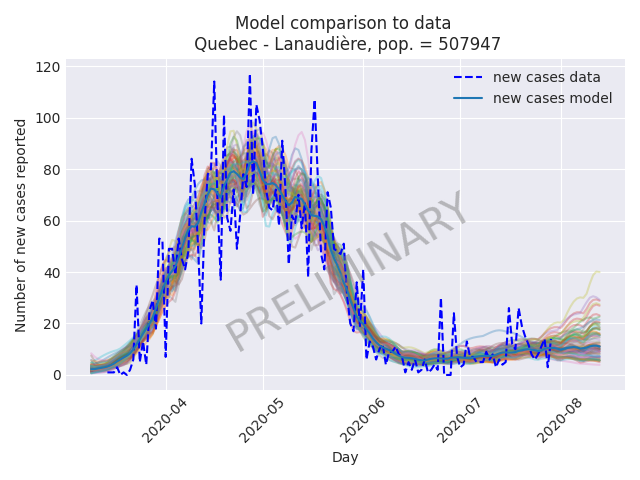 Model comparison to data
Quebec - Lanaudière, pop. = 507947
new cases data
new cases model
120
100
80
60
40
20
0
Number of new cases reported
PRELIMINARY
2020-04
2020-05
2020-06
2020-07
2020-08
Day